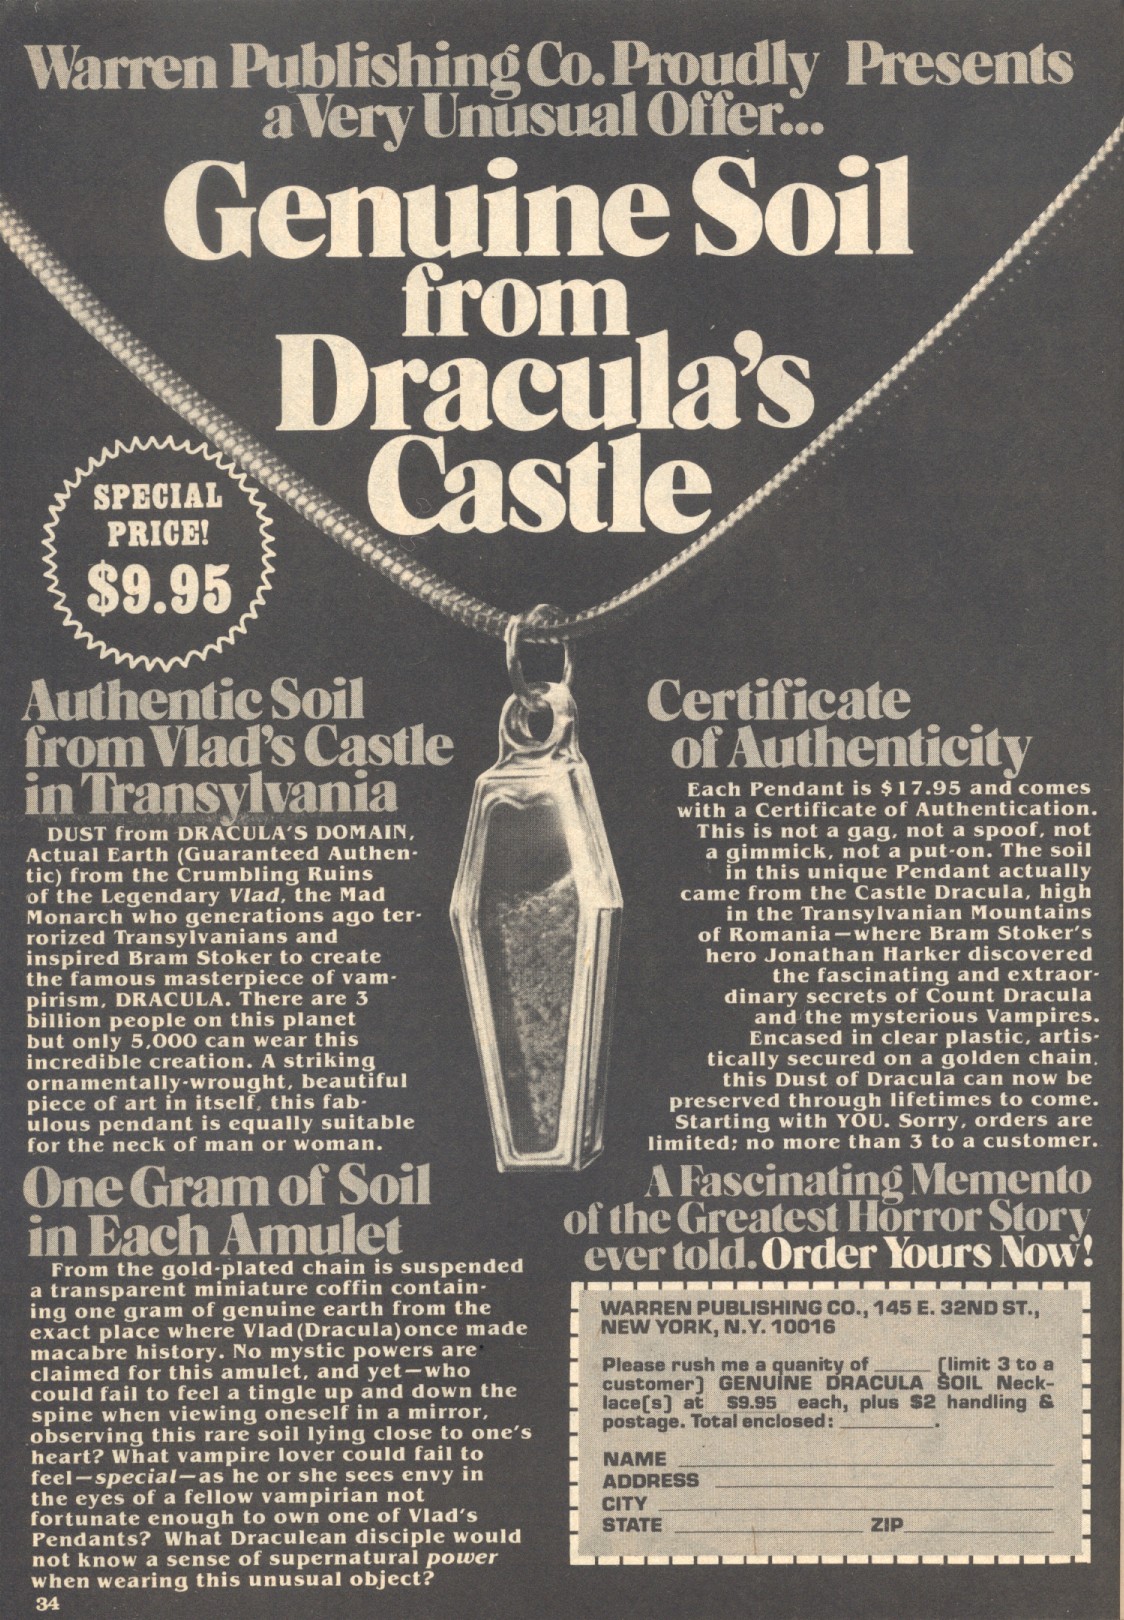 Warren Publishing Co. Proudly Presents
a Very Unusual Offer...
Genuine Soil
from
Dracula's
Castle
SPECIAL
PRICE!
$9.95
Authentic Soil
from Vlad's Castle
in Transylvania
DUST from DRACULA'S DOMAIN,
Actual Earth (Guaranteed Authen-
tic) from the Crumbling Ruins
of the Legendary Vlad, the Mad
Monarch who generations ago ter-
rorized Transylvanians and
inspired Bram Stoker to create
the famous masterpiece of vam-
pirism, DRACULA. There are 3
billion people on this planet
but only 5,000 can wear this
incredible creation. A striking
ornamentally-wrought, beautiful
piece of art in itself, this fab-
ulous pendant is equally suitable
for the neck of man or woman.
One Gram of Soil
in Each Amulet
From the gold-plated chain is suspended
a transparent miniature coffin contain-
ing one gram of genuine earth from the
exact place where Vlad (Dracula) once made
macabre history. No mystic powers are
claimed for this amulet, and yet—who
could fail to feel a tingle up and down the
spine when viewing oneself in a mirror,
observing this rare soil lying close to one's
heart? What vampire lover could fail to
feel—special—as he or she sees envy in
the eyes of a fellow vampirian not
fortunate enough to own one of Vlad's
Pendants? What Draculean disciple would
not know a sense of supernatural power
when wearing this unusual object?
34
Certificate
of Authenticity
Each Pendant is $17.95 and comes
with a Certificate of Authentication.
This is not a gag, not a spoof, not
a gimmick, not a put-on. The soil
in this unique Pendant actually
came from the Castle Dracula, high
in the Transylvanian Mountains
of Romania—where Bram Stoker's
hero Jonathan Harker discovered
the fascinating and extraor-
dinary secrets of Count Dracula
and the mysterious Vampires.
Encased in clear plastic, artis-
tically secured on a golden chain,
this Dust of Dracula can now be
preserved through lifetimes to come.
Starting with YOU. Sorry, orders are
limited; no more than 3 to a customer.
A Fascinating Memento
of the Greatest Horror Story
ever told. Order Yours Now!
WARREN PUBLISHING CO., 145 E. 32ND ST.,
NEW YORK, N.Y. 10016
Please rush me a quanity of _____ (limit 3 to a
customer) GENUINE DRACULA SOIL Neck-
lace(s) at $9.95 each, plus $2 handling &
postage. Total enclosed: _________.
NAME
ADDRESS
CITY
STATE ZIP